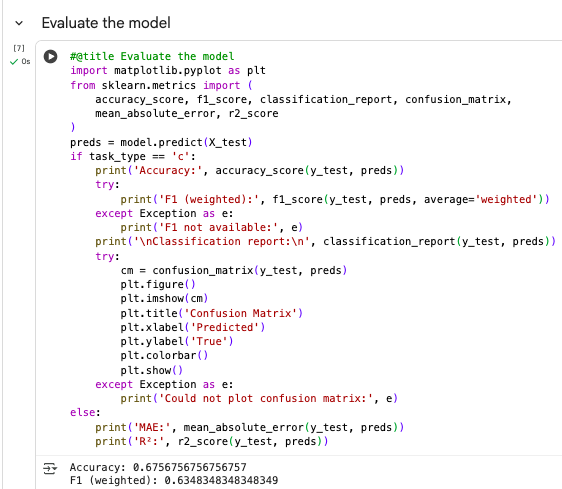 Evaluate the model
[7]
0s
#@title Evaluate the model
import matplotlib.pyplot as plt
from sklearn.metrics import (
    accuracy_score, f1_score, classification_report, confusion_matrix,
    mean_absolute_error, r2_score
)
preds = model.predict(X_test)
if task_type == 'c':
    print('Accuracy:', accuracy_score(y_test, preds))
    try:
        print('F1 (weighted):', f1_score(y_test, preds, average='weighted'))
    except Exception as e:
        print('F1 not available:', e)
    print('\nClassification report:\n', classification_report(y_test, preds))
    try:
        cm = confusion_matrix(y_test, preds)
        plt.figure()
        plt.imshow(cm)
        plt.title('Confusion Matrix')
        plt.xlabel('Predicted')
        plt.ylabel('True')
        plt.colorbar()
        plt.show()
    except Exception as e:
        print('Could not plot confusion matrix:', e)
else:
    print('MAE:', mean_absolute_error(y_test, preds))
    print('R²:', r2_score(y_test, preds))
Accuracy: 0.6756756756756757
F1 (weighted): 0.6348348348348349